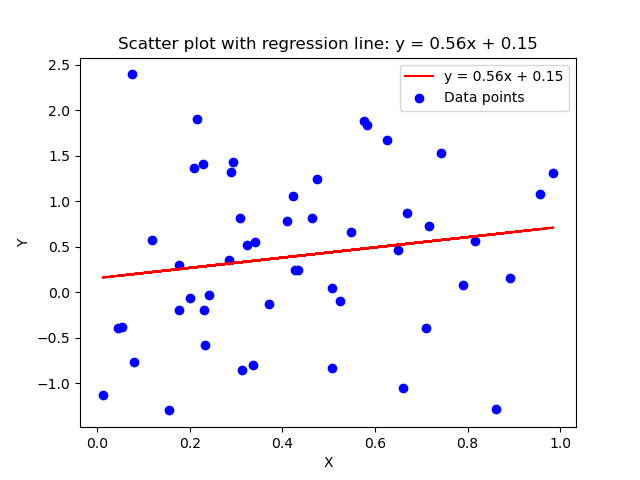 Scatter plot with regression line: y = 0.56x + 0.15
y = 0.56x + 0.15
Data points
2.5
2.0
1.5
1.0
0.5
0.0
−0.5
−1.0
Y
0.0 0.2 0.4 0.6 0.8 1.0
X